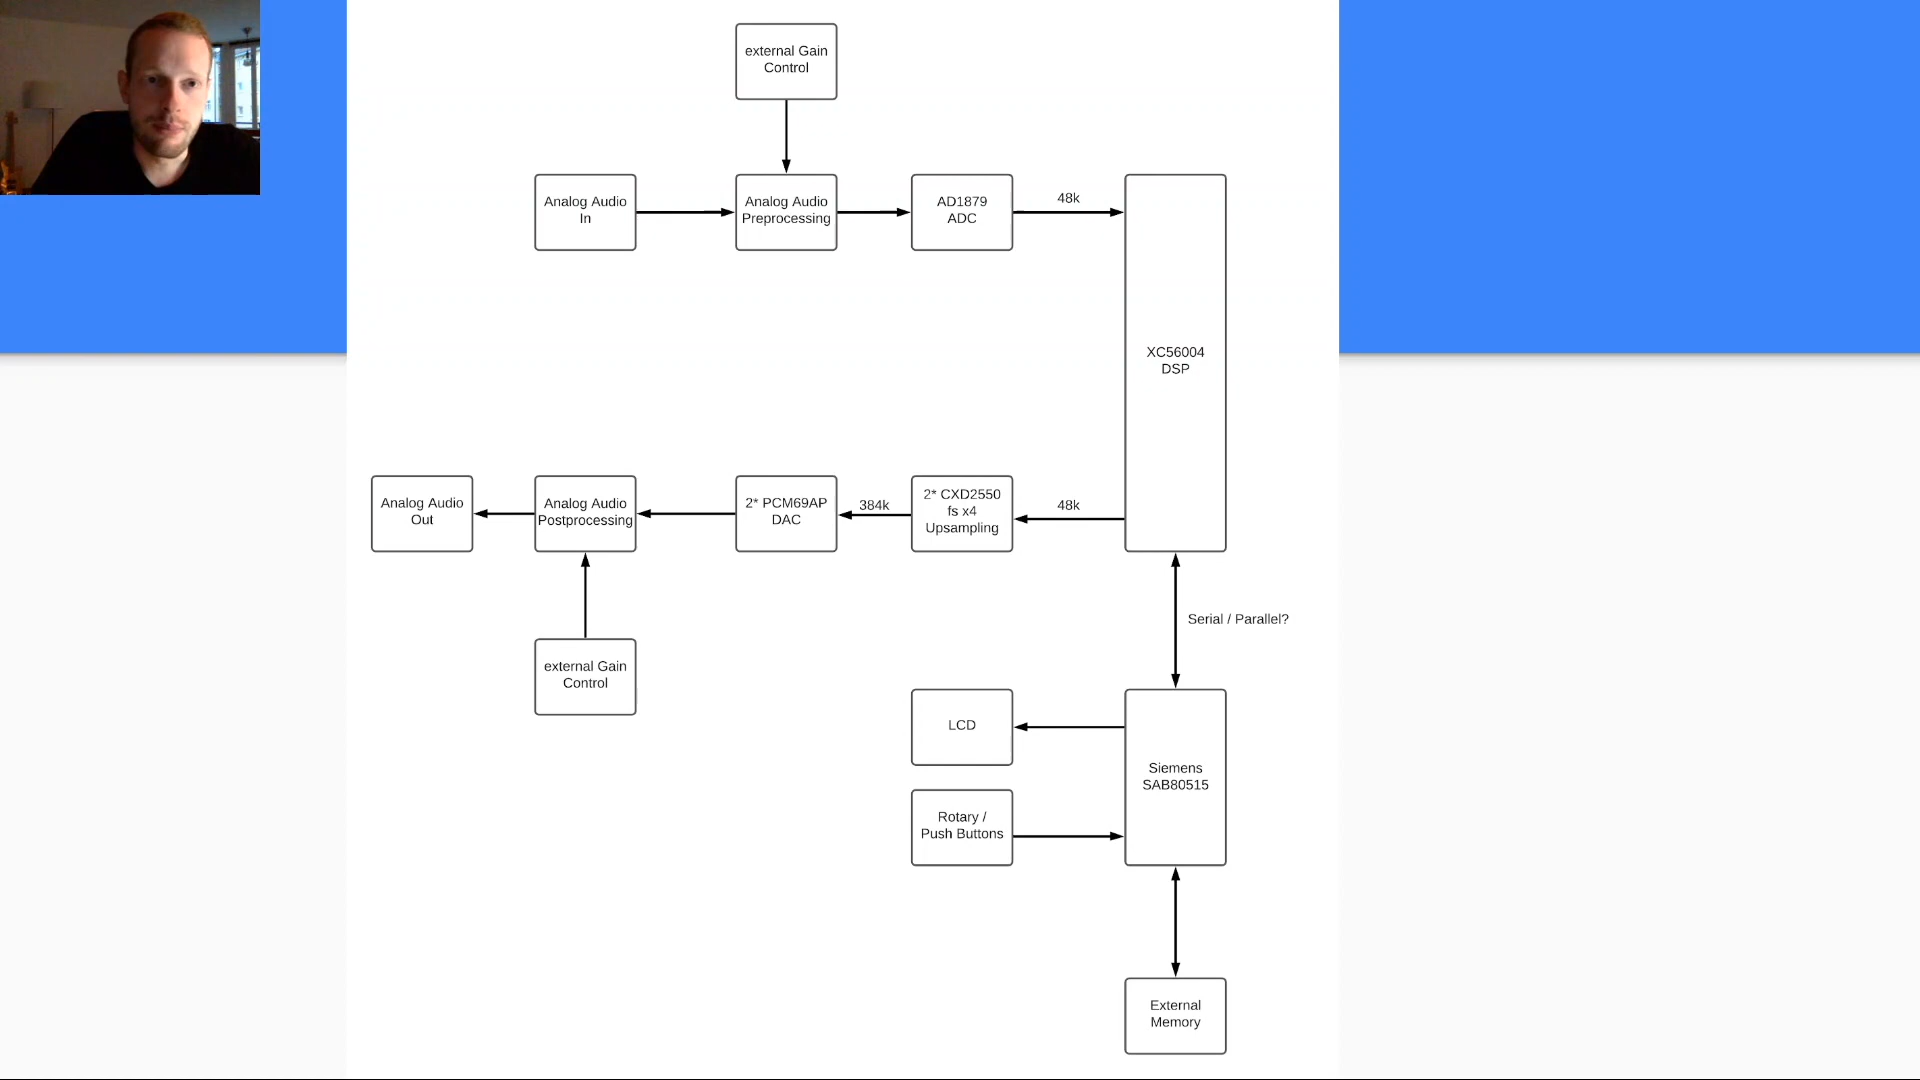 external Gain
Control
Analog Audio
In
Analog Audio
Preprocessing
AD1879
ADC
48k
XC56004
DSP
Analog Audio
Out
Analog Audio
Postprocessing
2* PCM69AP
DAC
384k
2* CXD2550
fs x4
Upsampling
48k
Serial / Parallel?
external Gain
Control
LCD
Siemens
SAB80515
Rotary /
Push Buttons
External
Memory